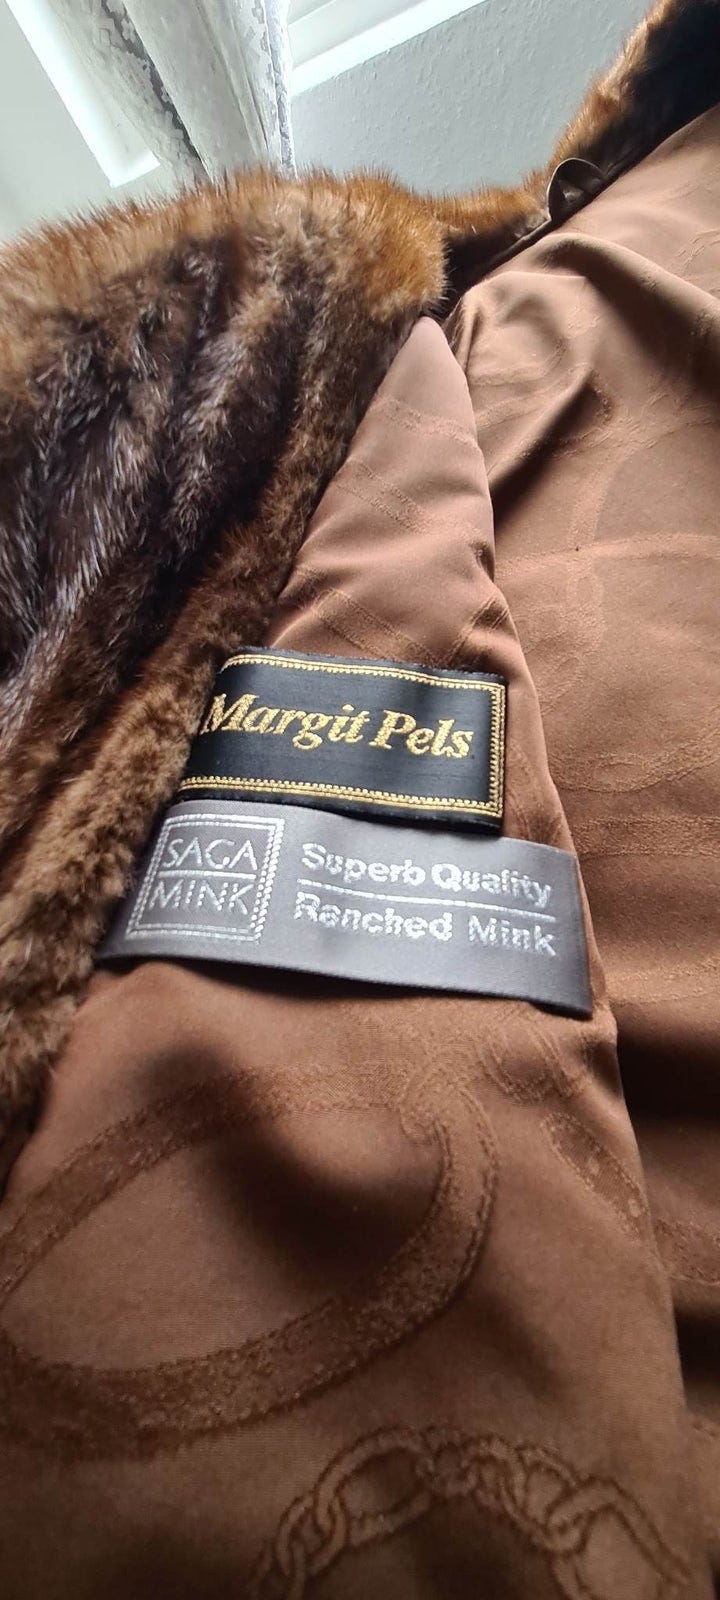 Margit Pels
SAGA
MINK
Superb Quality
Ranched Mink